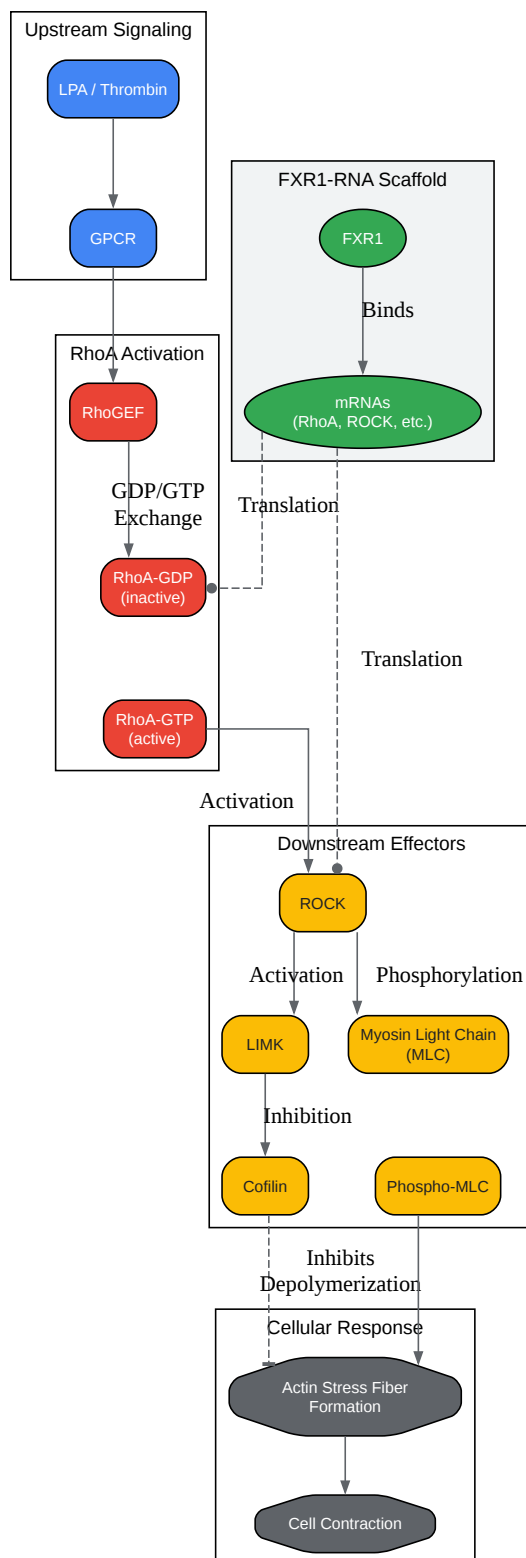 Upstream Signaling
LPA / Thrombin
GPCR
FXR1-RNA Scaffold
FXR1
Binds
mRNAs
(RhoA, ROCK, etc.)
RhoA Activation
RhoGEF
GDP/GTP
Exchange
Translation
RhoA-GDP
(inactive)
Translation
RhoA-GTP
(active)
Activation
Downstream Effectors
ROCK
Activation
Phosphorylation
LIMK
Myosin Light Chain
(MLC)
Inhibition
Cofilin
Phospho-MLC
Inhibits
Depolymerization
Cellular Response
Actin Stress Fiber
Formation
Cell Contraction